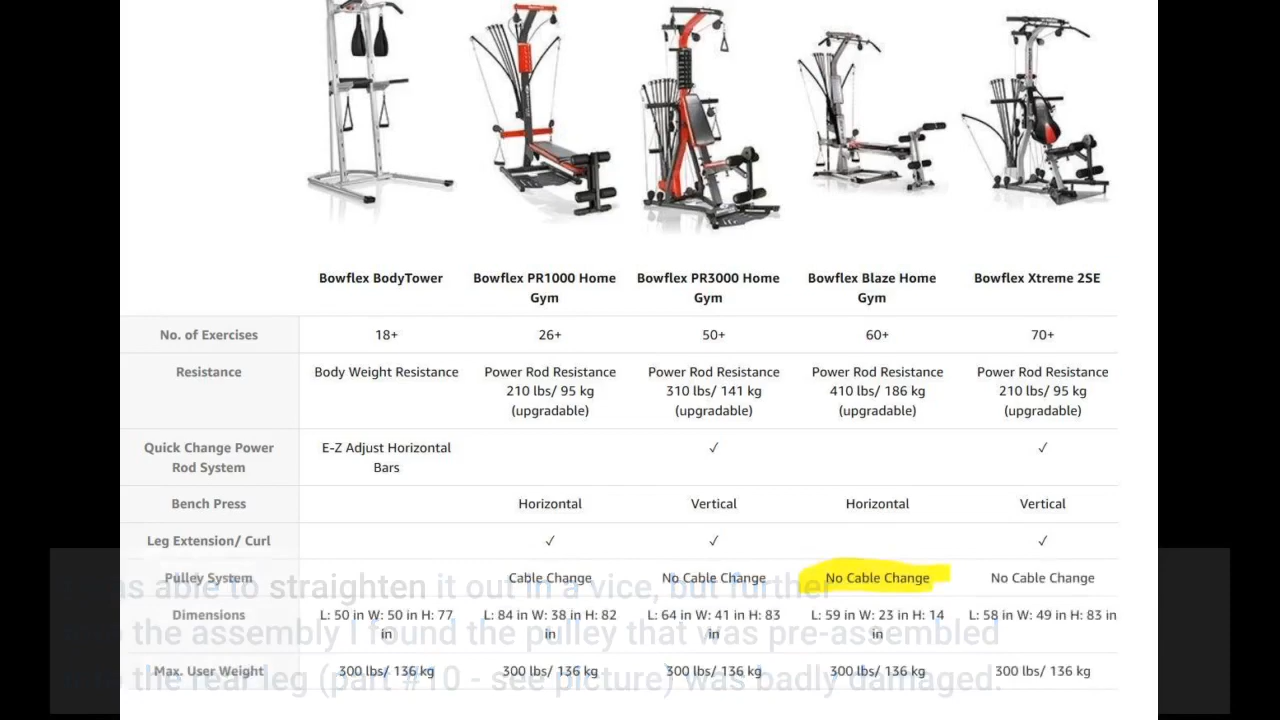 Bowflex BodyTower
Bowflex PR1000 Home
Gym
Bowflex PR3000 Home
Gym
Bowflex Blaze Home
Gym
Bowflex Xtreme 2SE
No. of Exercises
18+
26+
50+
60+
70+
Resistance
Body Weight Resistance
Power Rod Resistance
210 lbs/ 95 kg
(upgradable)
Power Rod Resistance
310 lbs/ 141 kg
(upgradable)
Power Rod Resistance
410 lbs/ 186 kg
(upgradable)
Power Rod Resistance
210 lbs/ 95 kg
(upgradable)
Quick Change Power
Rod System
E-Z Adjust Horizontal
Bars
✓
✓
Bench Press
Horizontal
Vertical
Horizontal
Vertical
Leg Extension/ Curl
✓
✓
✓
Pulley System
Cable Change
No Cable Change
No Cable Change
No Cable Change
Dimensions
L: 50 in W: 50 in H: 77
in
L: 84 in W: 38 in H: 82
in
L: 64 in W: 41 in H: 83
in
L: 59 in W: 23 in H: 14
in
L: 58 in W: 49 in H: 83 in
Max. User Weight
300 lbs/ 136 kg
300 lbs/ 136 kg
300 lbs/ 136 kg
300 lbs/ 136 kg
300 lbs/ 136 kg
able to straighten it out in a vice, but further
the assembly I found the pulley that was pre-assembled
the rear leg (part #10 - see picture) was badly damaged.